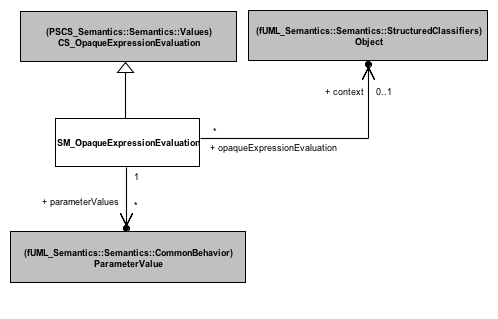 (PSCS_Semantics::Semantics::Values)
CS_OpaqueExpressionEvaluation
(fUML_Semantics::Semantics::StructuredClassifiers)
Object
+ context
0..1
SM_OpaqueExpressionEvaluation
*
+ opaqueExpressionEvaluation
1
+ parameterValues
*
(fUML_Semantics::Semantics::CommonBehavior)
ParameterValue